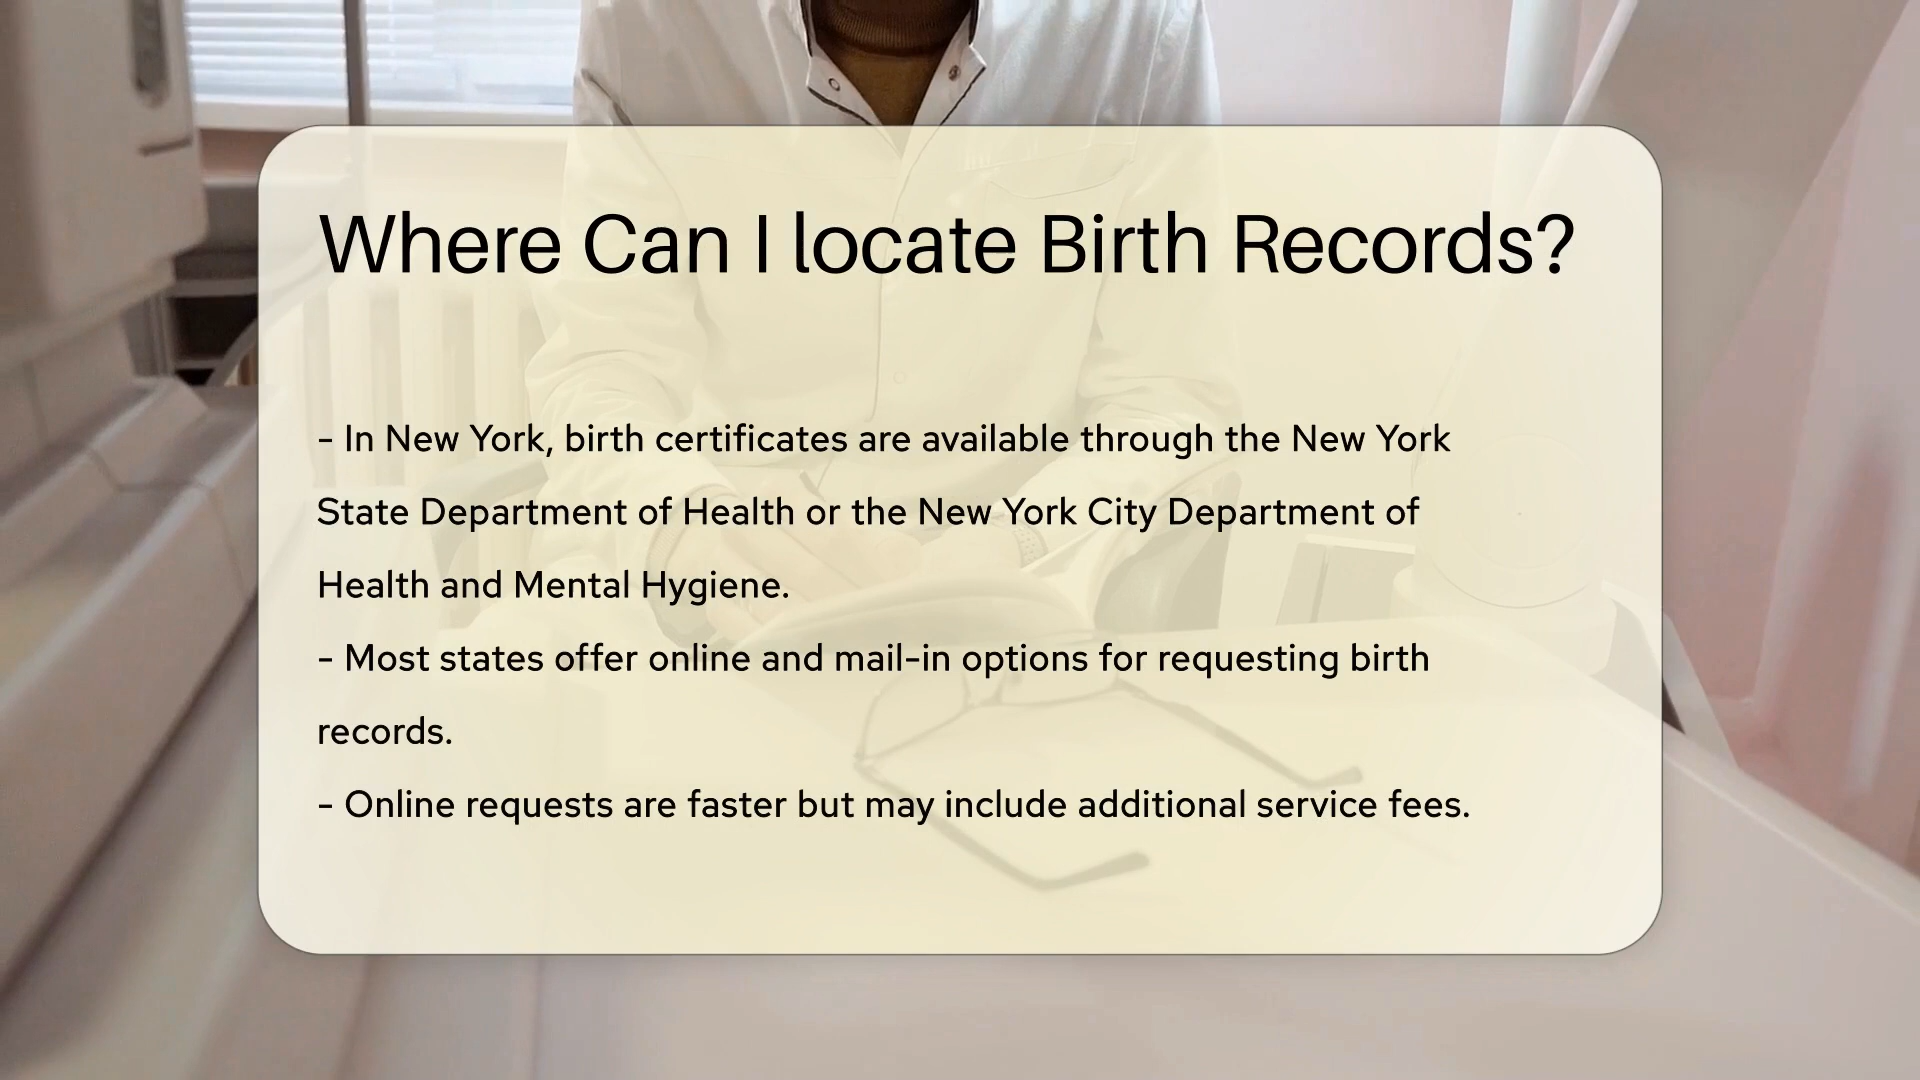 Where Can I locate Birth Records?
- In New York, birth certificates are available through the New York
State Department of Health or the New York City Department of
Health and Mental Hygiene.
- Most states offer online and mail-in options for requesting birth
records.
- Online requests are faster but may include additional service fees.